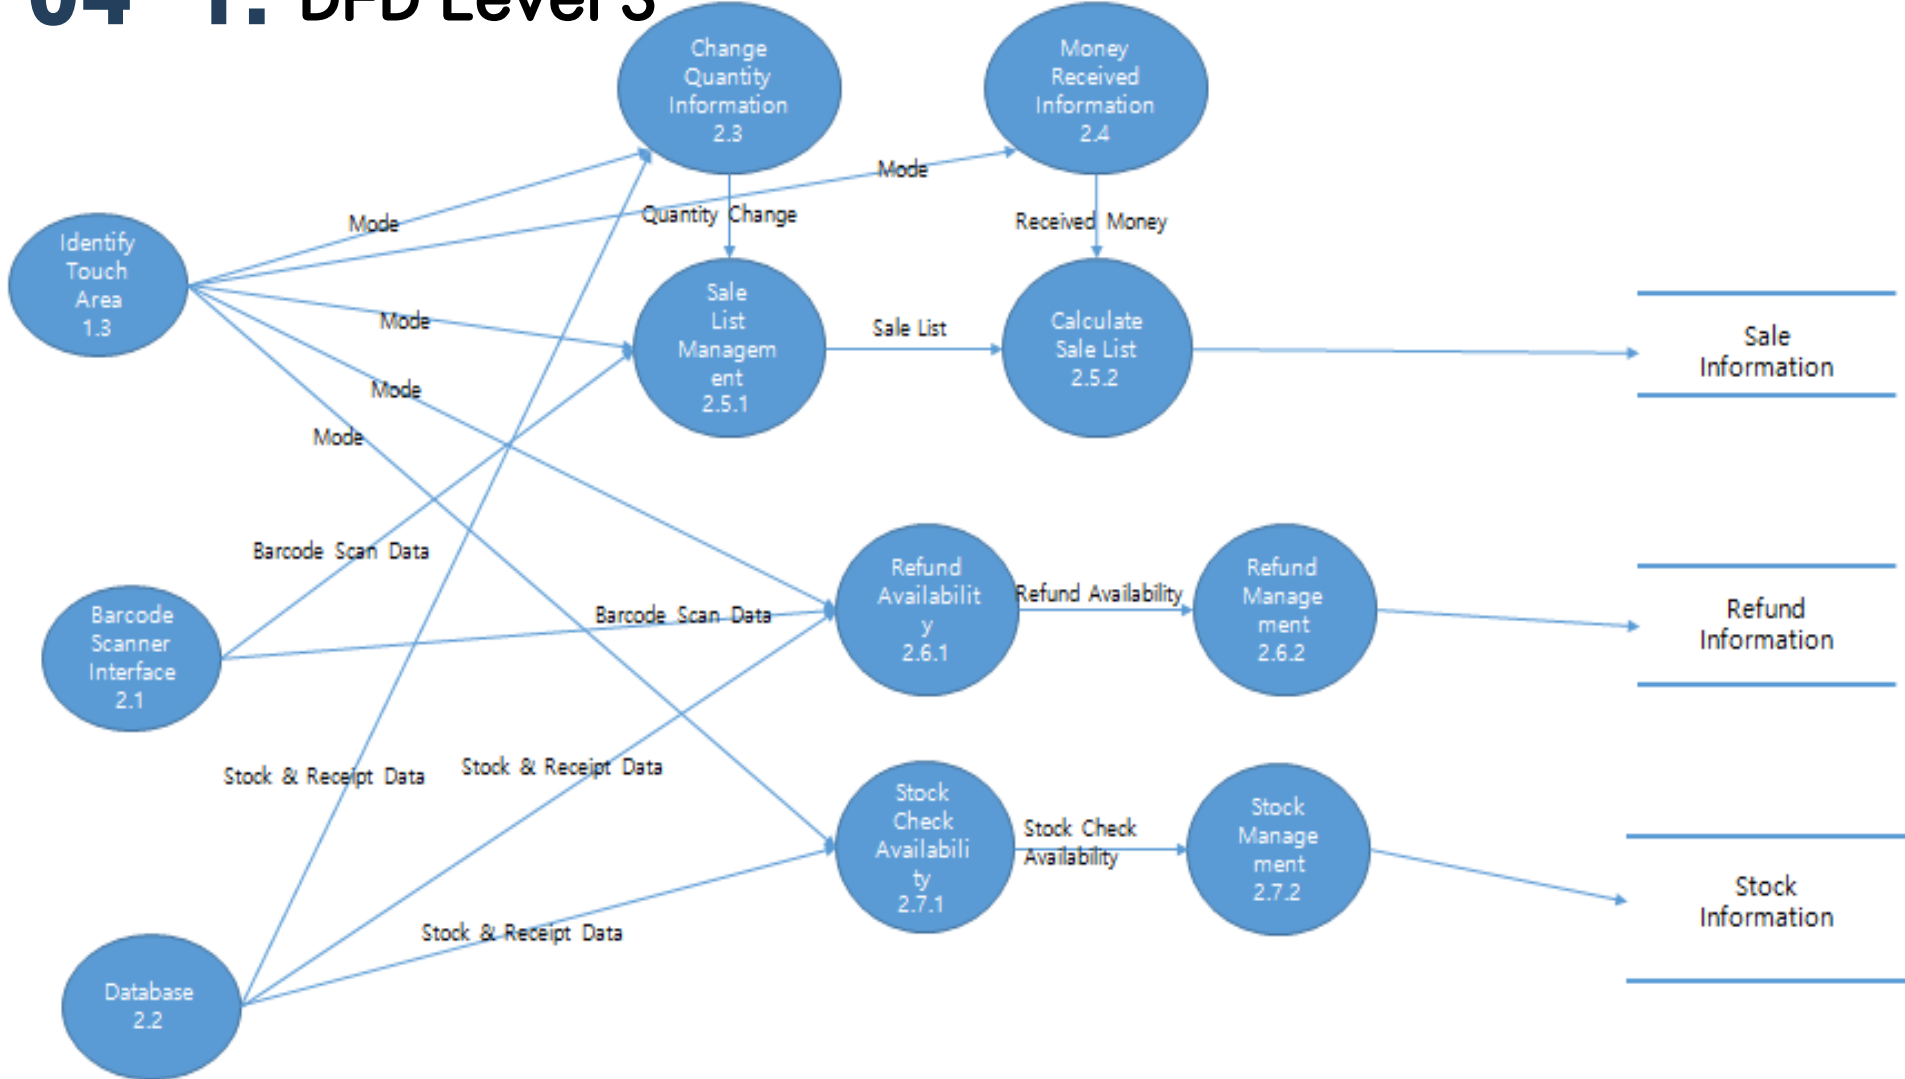 04 1. DFD Level 3
Change
Quantity
Information
2.3
Money
Received
Information
2.4
Mode
Mode
Quantity Change
Received Money
Identify
Touch
Area
1.3
Mode
Sale
List
Managem
ent
2.5.1
Sale List
Calculate
Sale List
2.5.2
Sale
Information
Mode
Mode
Barcode Scan Data
Barcode
Scanner
Interface
2.1
Barcode Scan Data
Refund
Availabilit
y
2.6.1
Refund Availability
Refund
Manage
ment
2.6.2
Refund
Information
Stock & Receipt Data
Stock & Receipt Data
Stock
Check
Availabili
ty
2.7.1
Stock Check
Availability
Stock
Manage
ment
2.7.2
Stock
Information
Stock & Receipt Data
Database
2.2